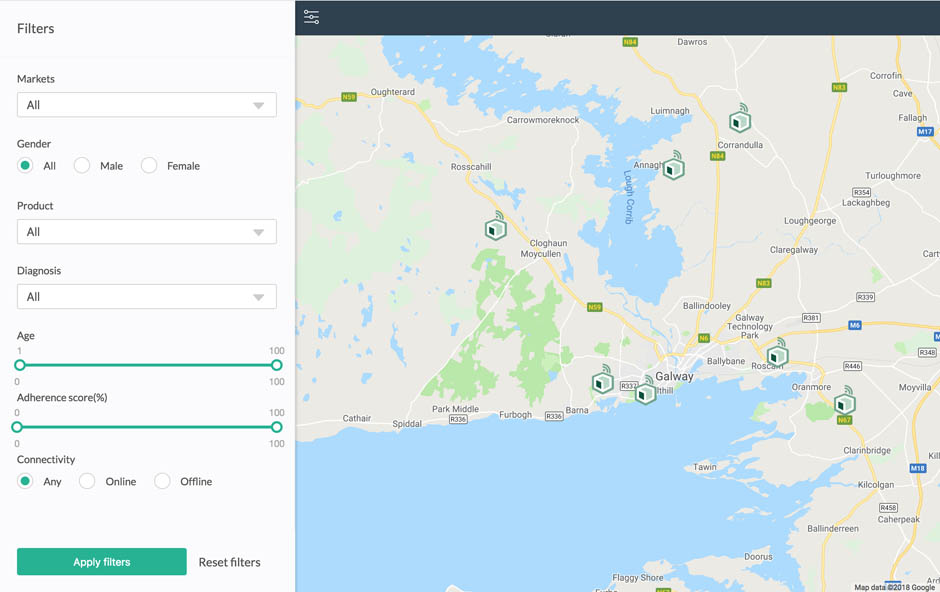 Filters
Markets
All
Gender
All Male Female
Product
All
Diagnosis
All
Age
1 100
0 100
Adherence score(%)
0 100
0 100
Connectivity
Any Online Offline
Apply filters Reset filters
N84
Dawros
Corrofin
N59
Oughterard
N83
Cave
Carrowmoreknock
Luimnagh
Fallagh
M17
Corrandulla
N84
Rosscahill
Annagh
Turloughmore
Lough Corrib
R354
Lackaghbeg
Loughgeorge
Cloghaun
Moycullen
Claregalway
N83
R339
N59
Ballindooley
Galway
Technology
Park
R381
M6
N6
R348
Ballybane
Roscam
R446
Galway
R337
Oranmore
Moyvilla
Park Middle
Barna
Cathair
R336
Furbogh
R336
Spiddal
N67
Clarinbridge
Tawin
M18
Kilcolgan
R458
Caherpeak
Ballinderreen
Doorus
Flaggy Shore
N67
Map data ©2018 Google